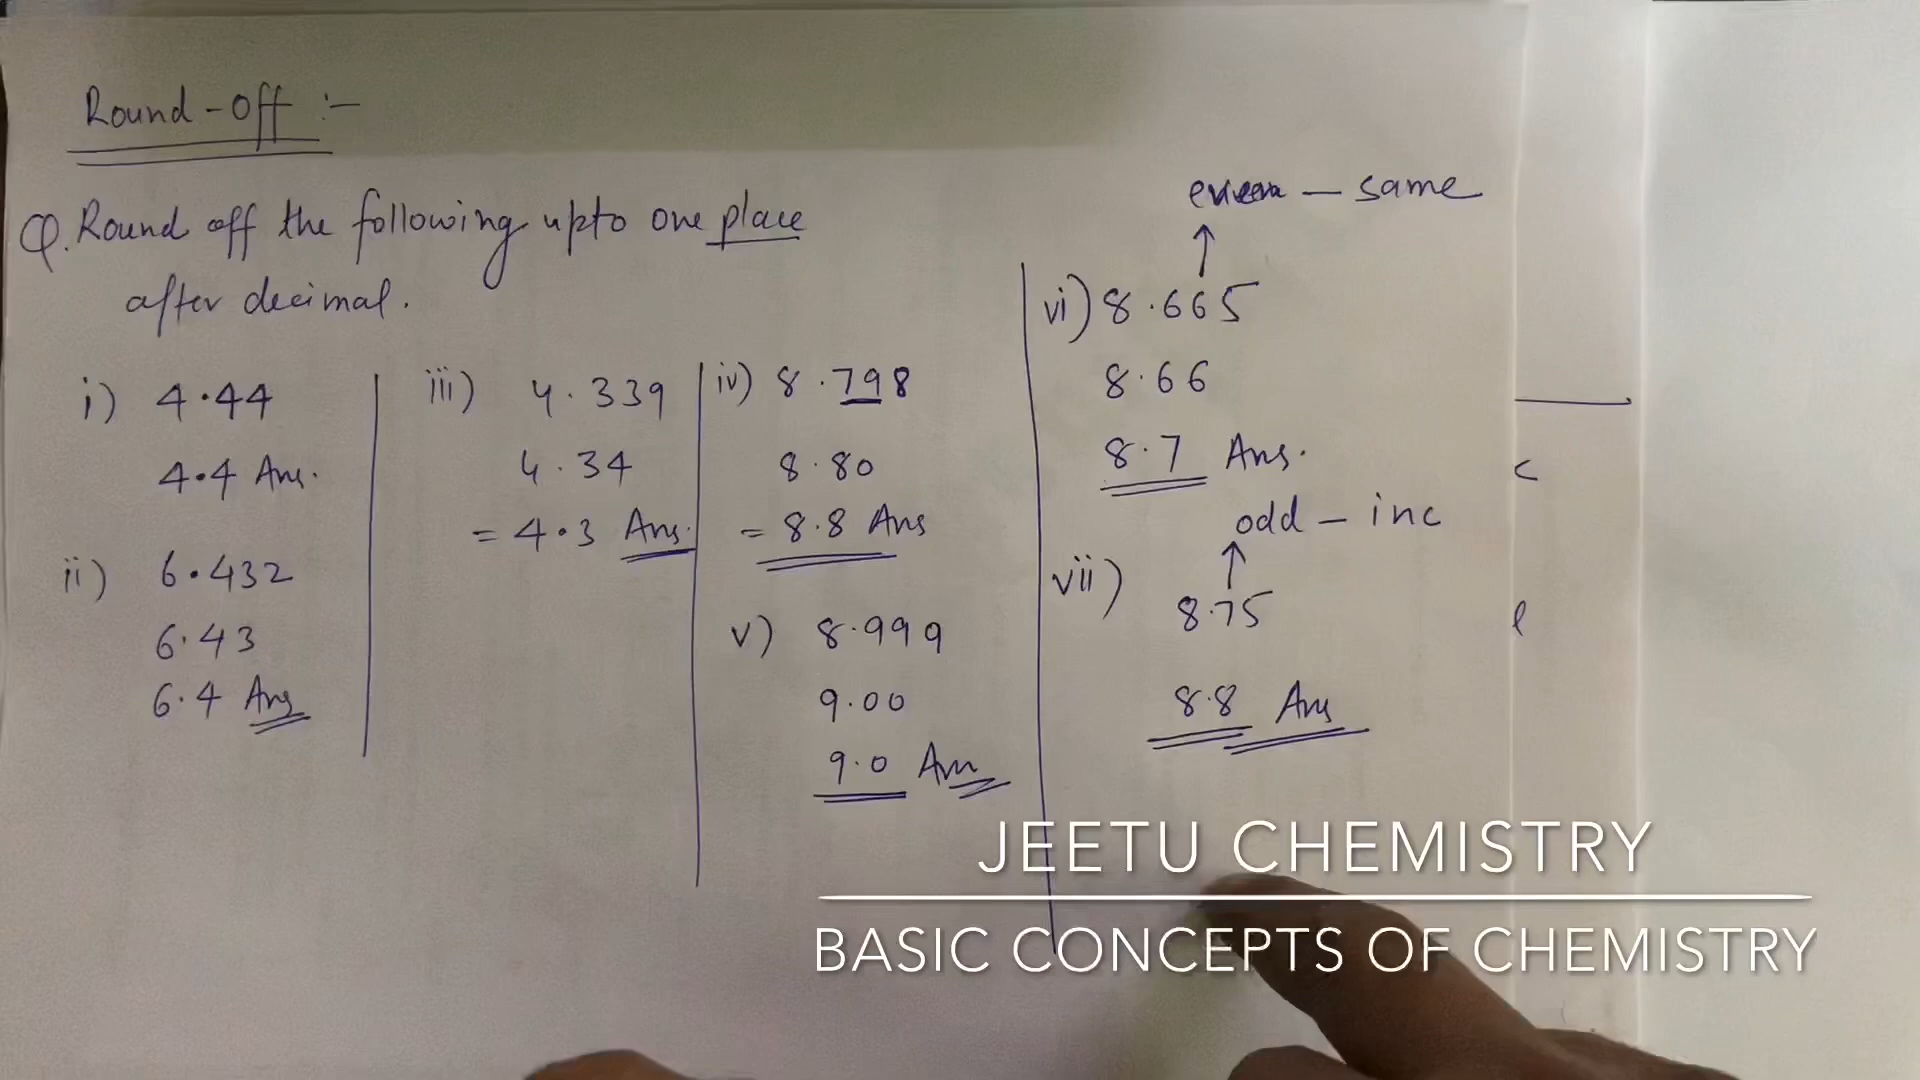 Round-Off :-
Q. Round off the following upto one place
after decimal.
i) 4.44
4.4 Ans.
ii) 6.432
6.43
6.4 Ans
iii) 4.339
4.34
= 4.3 Ans.
iv) 8.798
8.80
= 8.8 Ans
v) 8.999
9.00
9.0 Ans
even — same
vi) 8.665
8.66
8.7 Ans.
odd — inc
vii) 8.75
8.8 Ans
c
l
JEETU CHEMISTRY
BASIC CONCEPTS OF CHEMISTRY